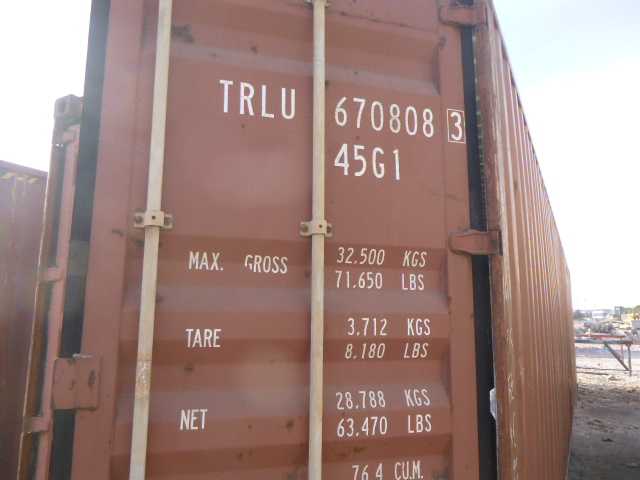 TRLU 670808 3
45G1
MAX. GROSS 32.500 KGS
71.650 LBS
TARE 3.712 KGS
8.180 LBS
NET 28.788 KGS
63.470 LBS
76.4 CU.M.